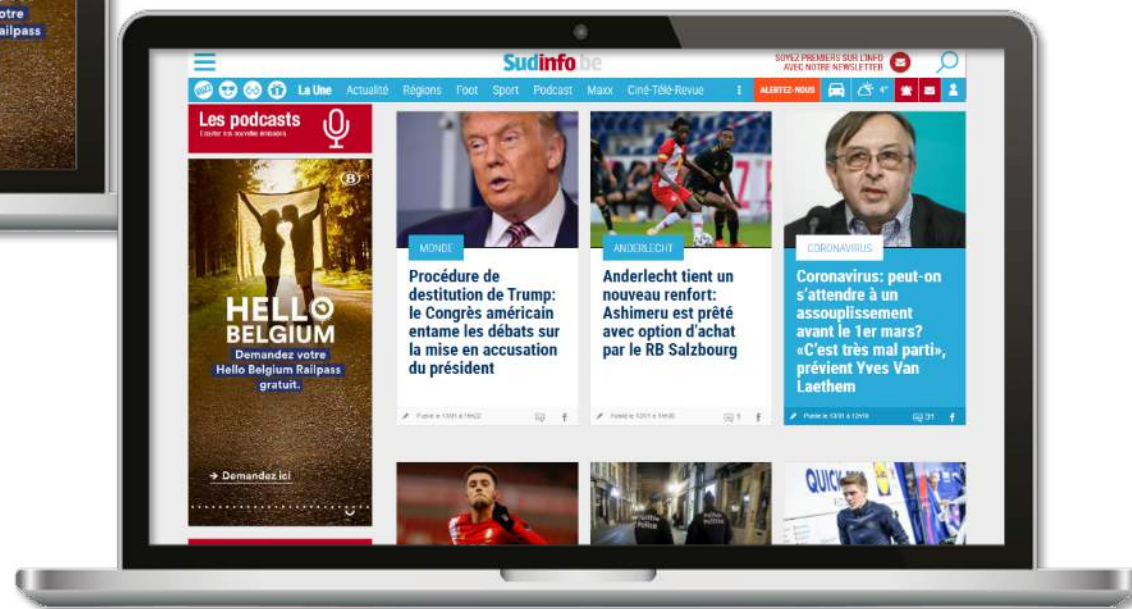 otre
ailpass
Sudinfo.be
SOYEZ PREMIERS SUR L'INFO
AVEC NOTRE NEWSLETTER
La Une Actualité Régions Foot Sport Podcast Maxx Ciné-Télé-Revue
ALERTEZ-NOUS
4°
Les podcasts
B
HELLO
BELGIUM
Demandez votre
Hello Belgium Railpass
gratuit.
→ Demandez ici
MONDE
Procédure de
destitution de Trump:
le Congrès américain
entame les débats sur
la mise en accusation
du président
ANDERLECHT
Anderlecht tient un
nouveau renfort:
Ashimeru est prêté
avec option d'achat
par le RB Salzbourg
1
CORONAVIRUS
Coronavirus: peut-on
s'attendre à un
assouplissement
avant le 1er mars?
«C'est très mal parti»,
prévient Yves Van
Laethem
31
QUICK